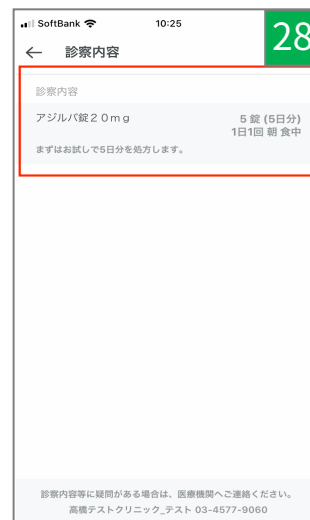 SoftBank 10:25
28
← 診察内容
診察内容
アジルバ錠20mg 5 錠 (5日分)
1日1回 朝 食中
まずはお試しで5日分を処方します。
診察内容等に疑問がある場合は、医療機関へご連絡ください。
高橋テストクリニック_テスト 03-4577-9060